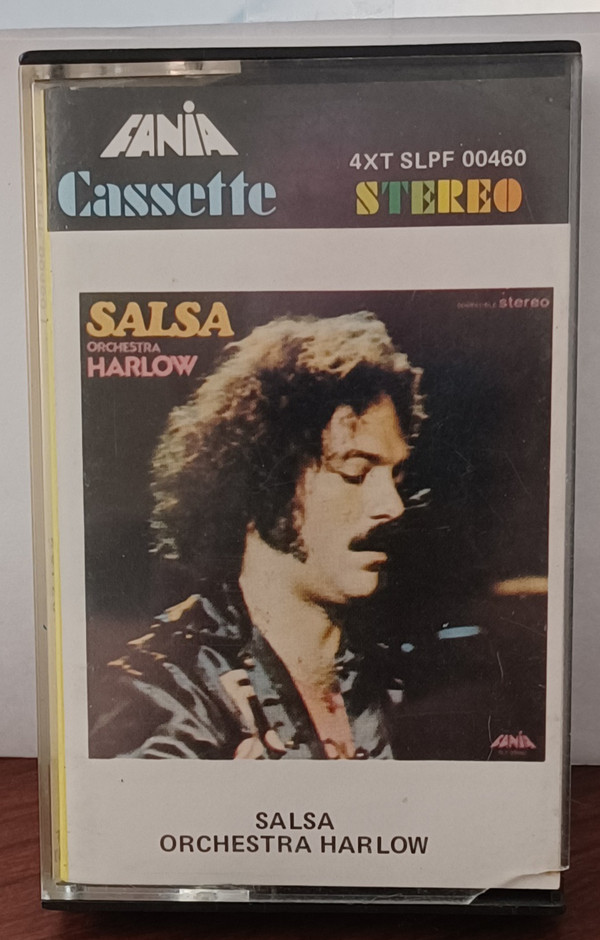 FANIA
4XT SLPF 00460
Cassette
STEREO
SALSA
stereo
ORCHESTRA
HARLOW
FANIA
SALSA
ORCHESTRA HARLOW